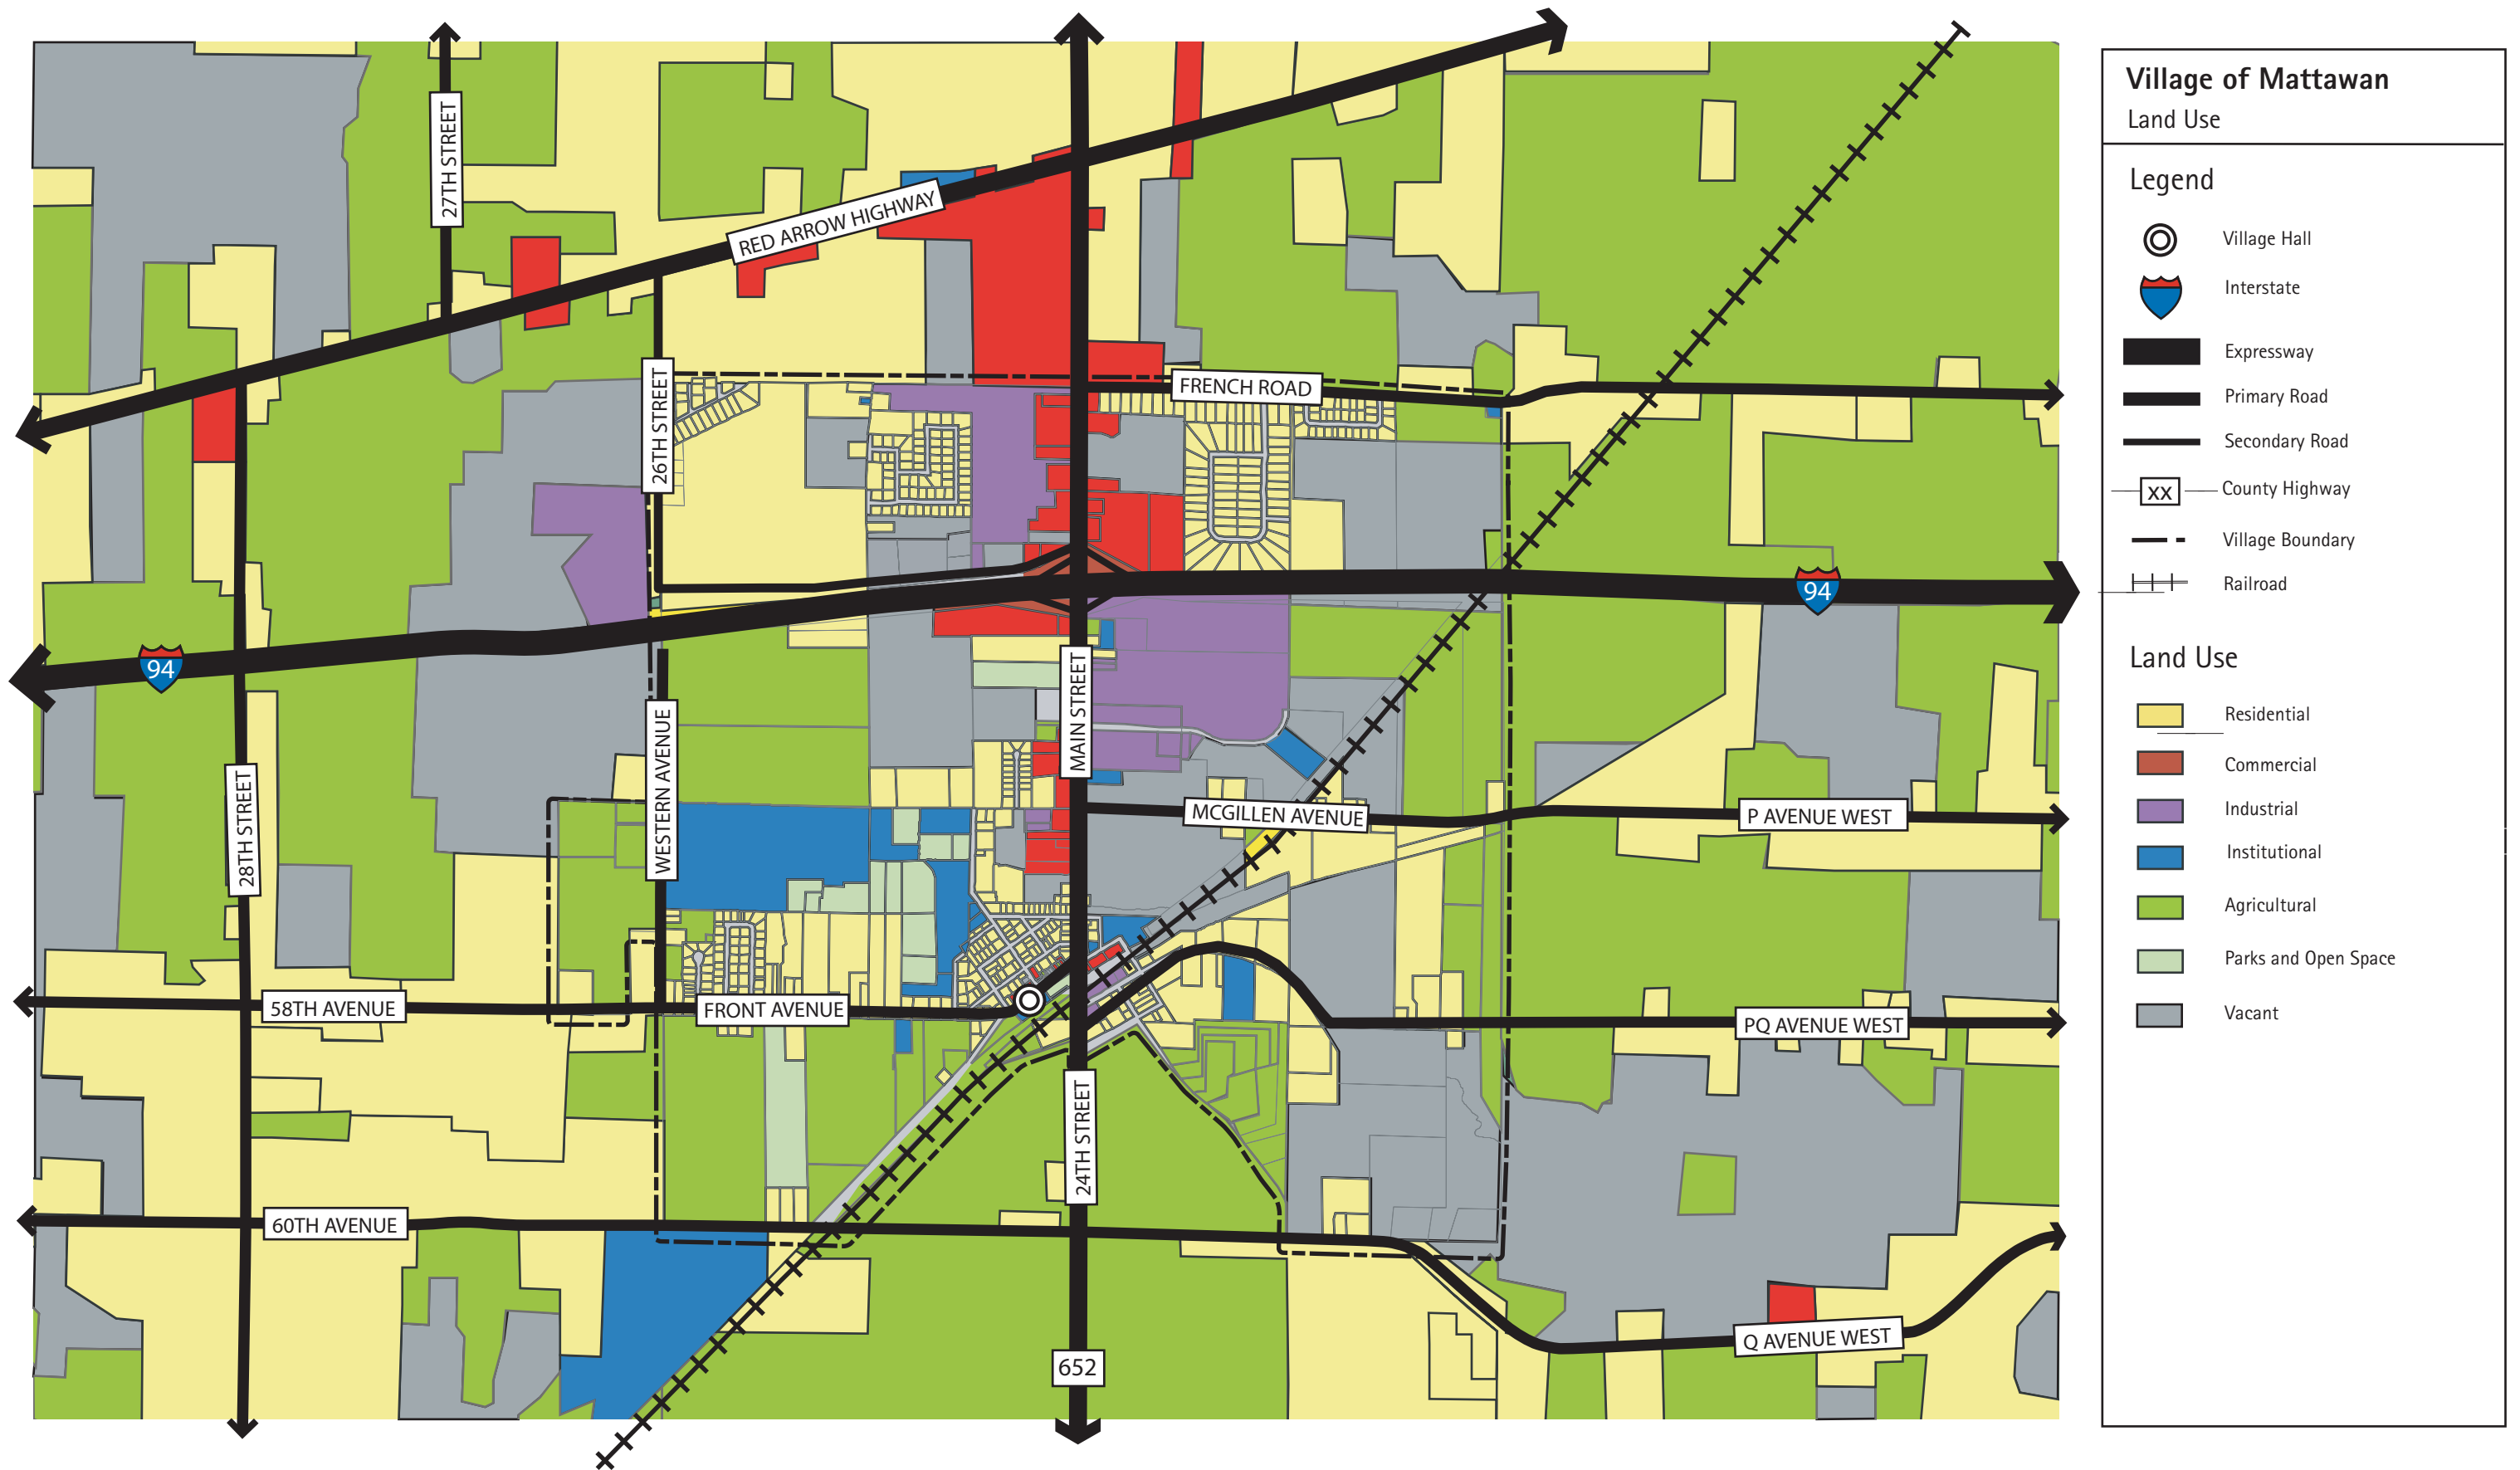 27TH STREET
RED ARROW HIGHWAY
26TH STREET
FRENCH ROAD
94
94
28TH STREET
WESTERN AVENUE
MAIN STREET
MCGILLEN AVENUE
P AVENUE WEST
58TH AVENUE
FRONT AVENUE
PQ AVENUE WEST
24TH STREET
60TH AVENUE
Q AVENUE WEST
652
Village of Mattawan
Land Use
Legend
Village Hall
Interstate
Expressway
Primary Road
Secondary Road
XX County Highway
Village Boundary
Railroad
Land Use
Residential
Commercial
Industrial
Institutional
Agricultural
Parks and Open Space
Vacant